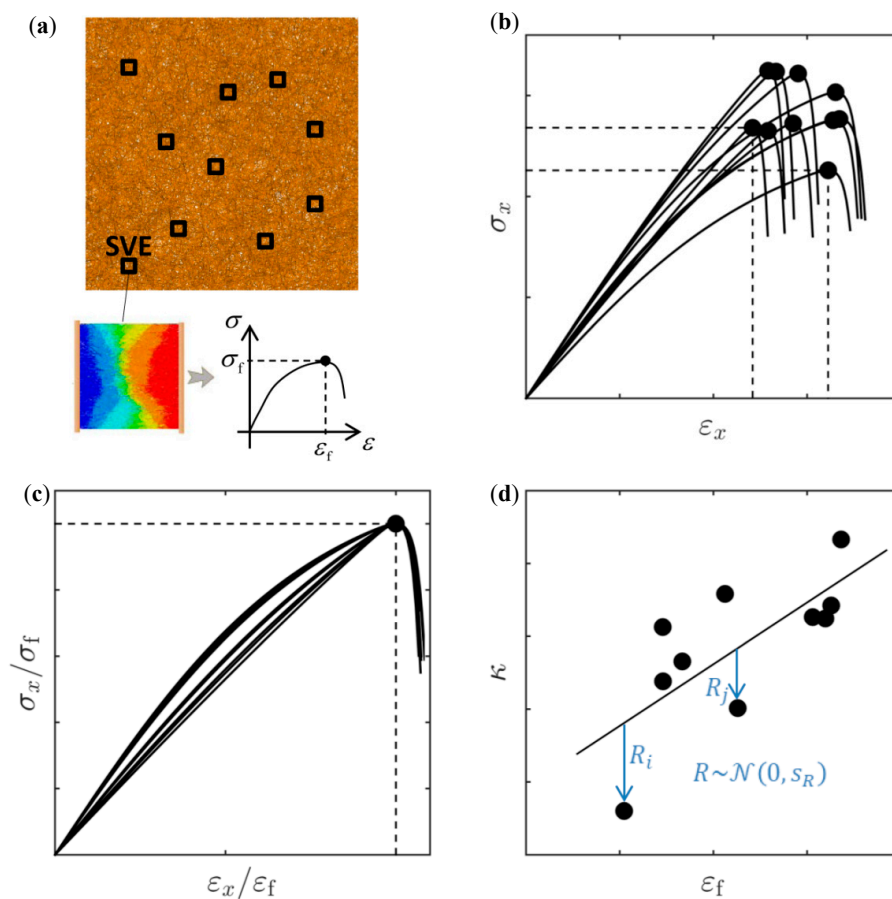 (a)
SVE
σ
σf
εf
ε
(b)
σx
εx
(c)
σx/σf
εx/εf
(d)
κ
Rj
Ri
R~𝒩(0, sR)
εf